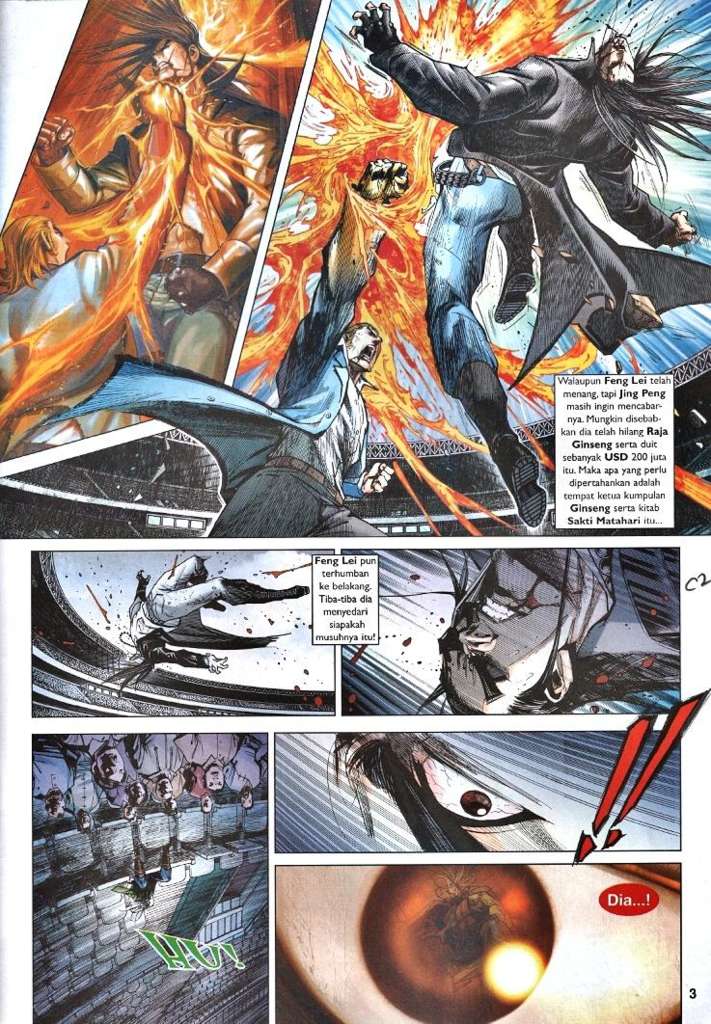 Walaupun Feng Lei telah
menang, tapi Jing Peng
masih ingin mencabar-
nya. Mungkin disebab-
kan dia telah hilang Raja
Ginseng serta duit
sebanyak USD 200 juta
itu. Maka apa yang perlu
dipertahankan adalah
tempat ketua kumpulan
Ginseng serta kitab
Sakti Matahari itu...
Feng Lei pun
terhumban
ke belakang.
Tiba-tiba dia
menyedari
siapakah
musuhnya itu!
C2
!!
HU!
Dia...!
3